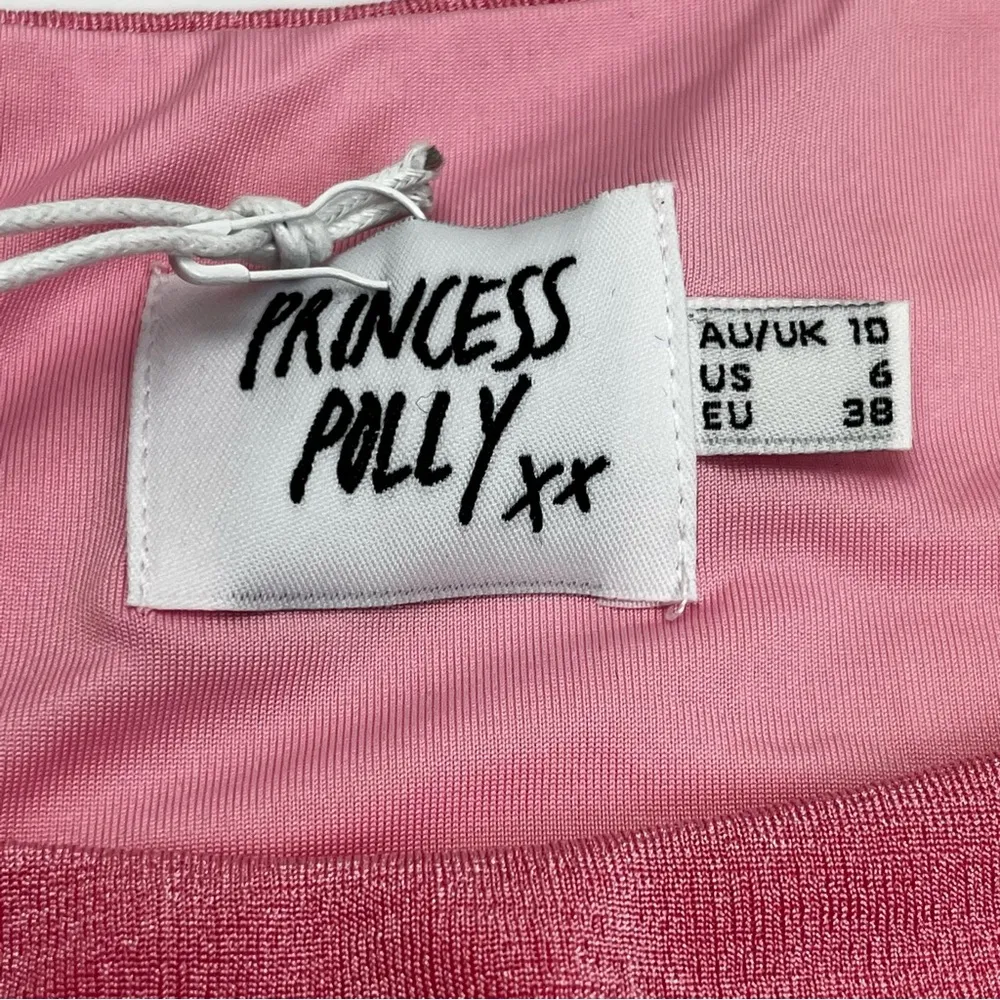 PRINCESS
POLLY xx
AU/UK 10
US 6
EU 38